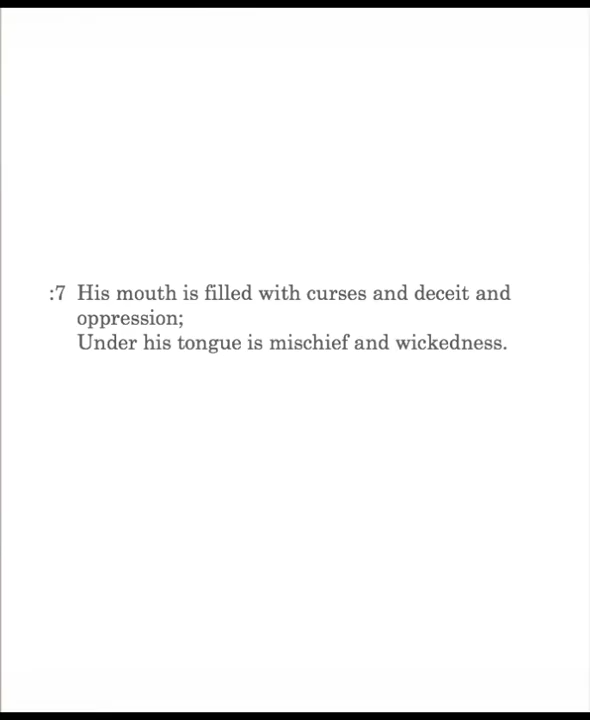 :7 His mouth is filled with curses and deceit and
oppression;
Under his tongue is mischief and wickedness.